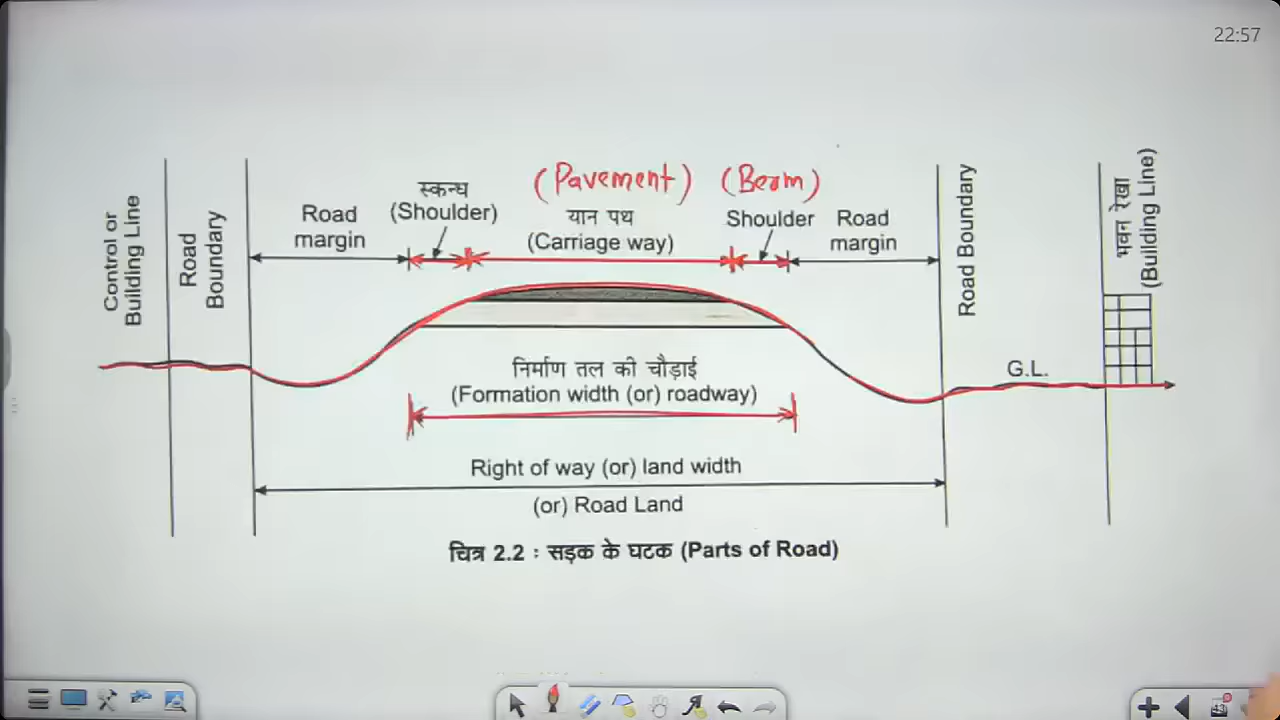 22:57
Control or
Building Line
Road
Boundary
Road
margin
स्कन्ध
(Shoulder)
(Pavement)
यान पथ
(Carriage way)
(Beam)
Shoulder
Road
margin
Road Boundary
भवन रेखा
(Building Line)
G.L.
निर्माण तल की चौड़ाई
(Formation width (or) roadway)
Right of way (or) land width
(or) Road Land
चित्र 2.2 : सड़क के घटक (Parts of Road)